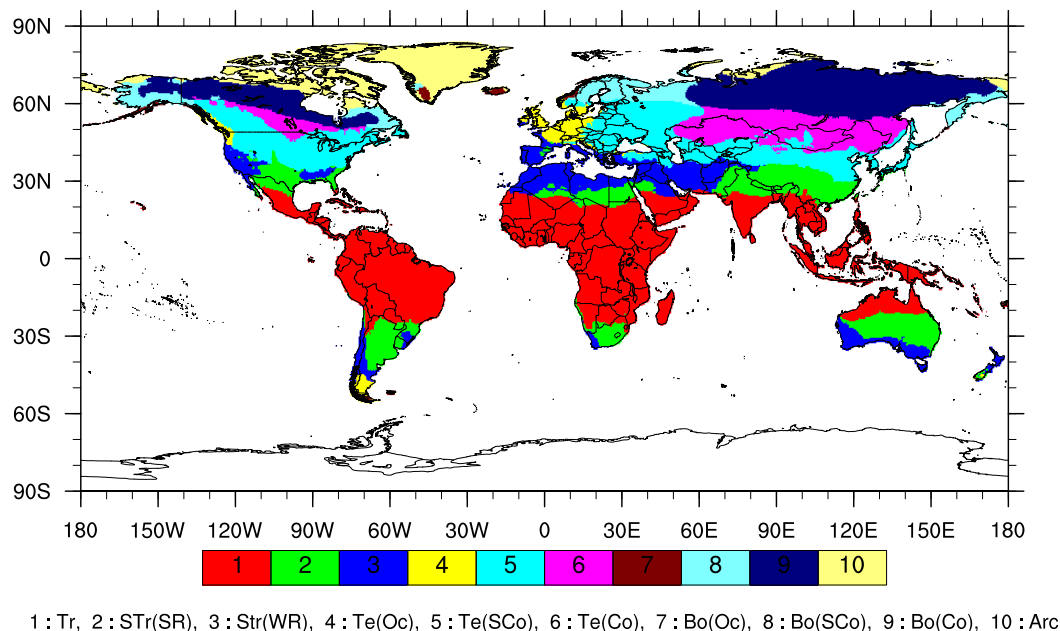 90N
60N
30N
0
30S
60S
90S
180 150W 120W 90W 60W 30W 0 30E 60E 90E 120E 150E 180
1 2 3 4 5 6 7 8 9 10
1 : Tr, 2 : STr(SR), 3 : Str(WR), 4 : Te(Oc), 5 : Te(SCo), 6 : Te(Co), 7 : Bo(Oc), 8 : Bo(SCo), 9 : Bo(Co), 10 : Arc